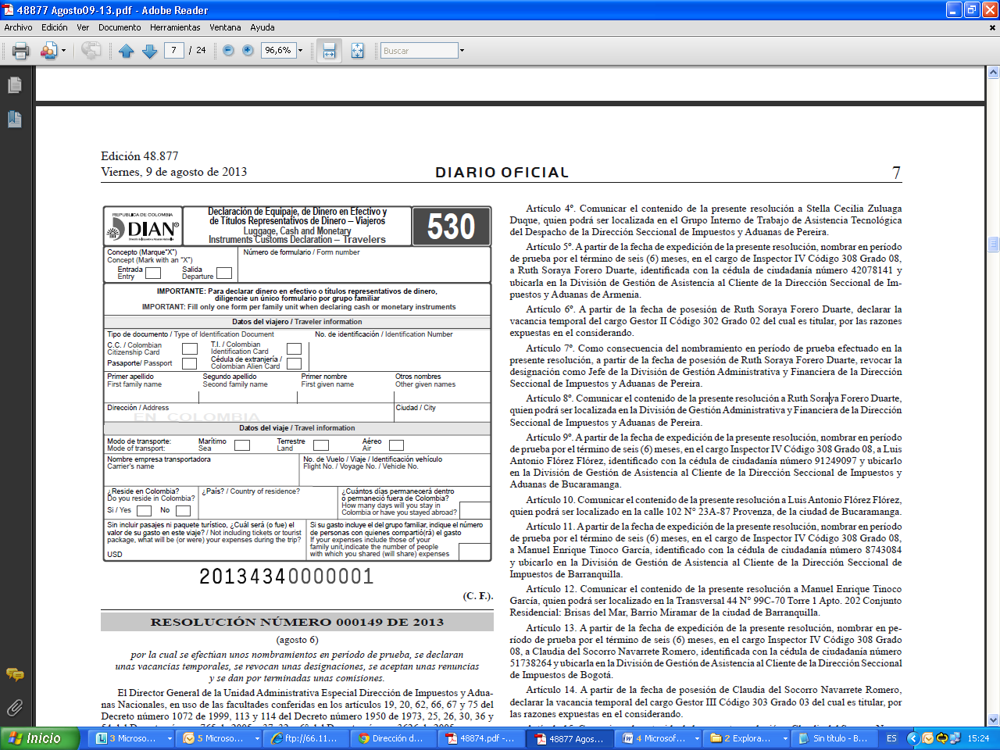 48877 Agosto09-13.pdf - Adobe Reader
Archivo Edición Ver Documento Herramientas Ventana Ayuda
7 / 24 96,6% Buscar
Edición 48.877
Viernes, 9 de agosto de 2013 DIARIO OFICIAL 7
REPUBLICA DE COLOMBIA
DIAN®
Declaración de Equipaje, de Dinero en Efectivo y
de Títulos Representativos de Dinero – Viajeros
Luggage, Cash and Monetary
Instruments Customs Declaration – Travelers
530
Concepto (Marque"X")
Concept (Mark with an "X")
Entrada
Entry
Salida
Departure
Número de formulario / Form number
IMPORTANTE: Para declarar dinero en efectivo o títulos representativos de dinero,
diligencie un único formulario por grupo familiar
IMPORTANT: Fill only one form per family unit when declaring cash or monetary instruments
Datos del viajero / Traveler information
Tipo de documento / Type of Identification Document
No. de identificación / Identification Number
C.C. / Colombian
Citizenship Card
T.I. / Colombian
Identification Card
Pasaporte/ Passport
Cédula de extranjería /
Colombian Alien Card
Primer apellido
First family name
Segundo apellido
Second family name
Primer nombre
First given name
Otros nombres
Other given names
Dirección / Address
Ciudad / City
EN COLOMBIA
Datos del viaje / Travel information
Modo de transporte:
Mode of transport:
Marítimo
Sea
Terrestre
Land
Aéreo
Air
Nombre empresa transportadora
Carrier's name
No. de Vuelo / Viaje / Identificación vehículo
Flight No. / Voyage No. / Vehicle No.
¿Reside en Colombia?
Do you reside in Colombia?
Si / Yes No
¿País? / Country of residence?
¿Cuántos días permanecerá dentro
o permaneció fuera de Colombia?
How many days will you stay in
Colombia or have you stayed abroad?
Sin incluir pasajes ni paquete turístico, ¿Cuál será (o fue) el
valor de su gasto en este viaje? / Not including tickets or tourist
package, what will be (or were) your expenses during the trip?
USD
Si su gasto incluye el del grupo familiar, indique el número
de personas con quienes compartió(rá) el gasto
If your expenses include those of your
family unit,indicate the number of people
with which you shared (will share) expenses
20134340000001
(C. F.).
RESOLUCIÓN NÚMERO 000149 DE 2013
(agosto 6)
por la cual se efectúan unos nombramientos en período de prueba, se declaran
unas vacancias temporales, se revocan unas designaciones, se aceptan unas renuncias
y se dan por terminadas unas comisiones.
El Director General de la Unidad Administrativa Especial Dirección de Impuestos y Adua-
nas Nacionales, en uso de las facultades conferidas en los artículos 19, 20, 62, 66, 67 y 75 del
Decreto número 1072 de 1999, 113 y 114 del Decreto número 1950 de 1973, 25, 26, 30, 36 y
Artículo 4º. Comunicar el contenido de la presente resolución a Stella Cecilia Zuluaga
Duque, quien podrá ser localizada en el Grupo Interno de Trabajo de Asistencia Tecnológica
del Despacho de la Dirección Seccional de Impuestos y Aduanas de Pereira.
Artículo 5º. A partir de la fecha de expedición de la presente resolución, nombrar en período
de prueba por el término de seis (6) meses, en el cargo de Inspector IV Código 308 Grado 08,
a Ruth Soraya Forero Duarte, identificada con la cédula de ciudadanía número 42078141 y
ubicarla en la División de Gestión de Asistencia al Cliente de la Dirección Seccional de Im-
puestos y Aduanas de Armenia.
Artículo 6º. A partir de la fecha de posesión de Ruth Soraya Forero Duarte, declarar la
vacancia temporal del cargo Gestor II Código 302 Grado 02 del cual es titular, por las razones
expuestas en el considerando.
Artículo 7º. Como consecuencia del nombramiento en período de prueba efectuado en la
presente resolución, a partir de la fecha de posesión de Ruth Soraya Forero Duarte, revocar la
designación como Jefe de la División de Gestión Administrativa y Financiera de la Dirección
Seccional de Impuestos y Aduanas de Pereira.
Artículo 8º. Comunicar el contenido de la presente resolución a Ruth Soraya Forero Duarte,
quien podrá ser localizada en la División de Gestión Administrativa y Financiera de la Dirección
Seccional de Impuestos y Aduanas de Pereira.
Artículo 9º. A partir de la fecha de expedición de la presente resolución, nombrar en período
de prueba por el término de seis (6) meses, en el cargo Inspector IV Código 308 Grado 08, a Luis
Antonio Flórez Flórez, identificado con la cédula de ciudadanía número 91249097 y ubicarlo
en la División de Gestión de Asistencia al Cliente de la Dirección Seccional de Impuestos y
Aduanas de Bucaramanga.
Artículo 10. Comunicar el contenido de la presente resolución a Luis Antonio Flórez Flórez,
quien podrá ser localizado en la calle 102 N° 23A-87 Provenza, de la ciudad de Bucaramanga.
Artículo 11. A partir de la fecha de expedición de la presente resolución, nombrar en período
de prueba por el término de seis (6) meses, en el cargo de Inspector IV Código 308 Grado 08,
a Manuel Enrique Tinoco García, identificado con la cédula de ciudadanía número 8743084
y ubicarlo en la División de Gestión de Asistencia al Cliente de la Dirección Seccional de
Impuestos de Barranquilla.
Artículo 12. Comunicar el contenido de la presente resolución a Manuel Enrique Tinoco
García, quien podrá ser localizado en la Transversal 44 N° 99C-70 Torre 1 Apto. 202 Conjunto
Residencial: Brisas del Mar, Barrio Miramar de la ciudad de Barranquilla.
Artículo 13. A partir de la fecha de expedición de la presente resolución, nombrar en pe-
ríodo de prueba por el término de seis (6) meses, en el cargo Inspector IV Código 308 Grado
08, a Claudia del Socorro Navarrete Romero, identificada con la cédula de ciudadanía número
51738264 y ubicarla en la División de Gestión de Asistencia al Cliente de la Dirección Seccional
de Impuestos de Bogotá.
Artículo 14. A partir de la fecha de posesión de Claudia del Socorro Navarrete Romero,
declarar la vacancia temporal del cargo Gestor III Código 303 Grado 03 del cual es titular, por
las razones expuestas en el considerando.
Inicio 3 Microso... 5 Microso... ftp://66.11... Dirección d... 48874.pdf -... 48877 Agos... 4 Microsof... 2 Explora... Sin título - B... ES 15:24